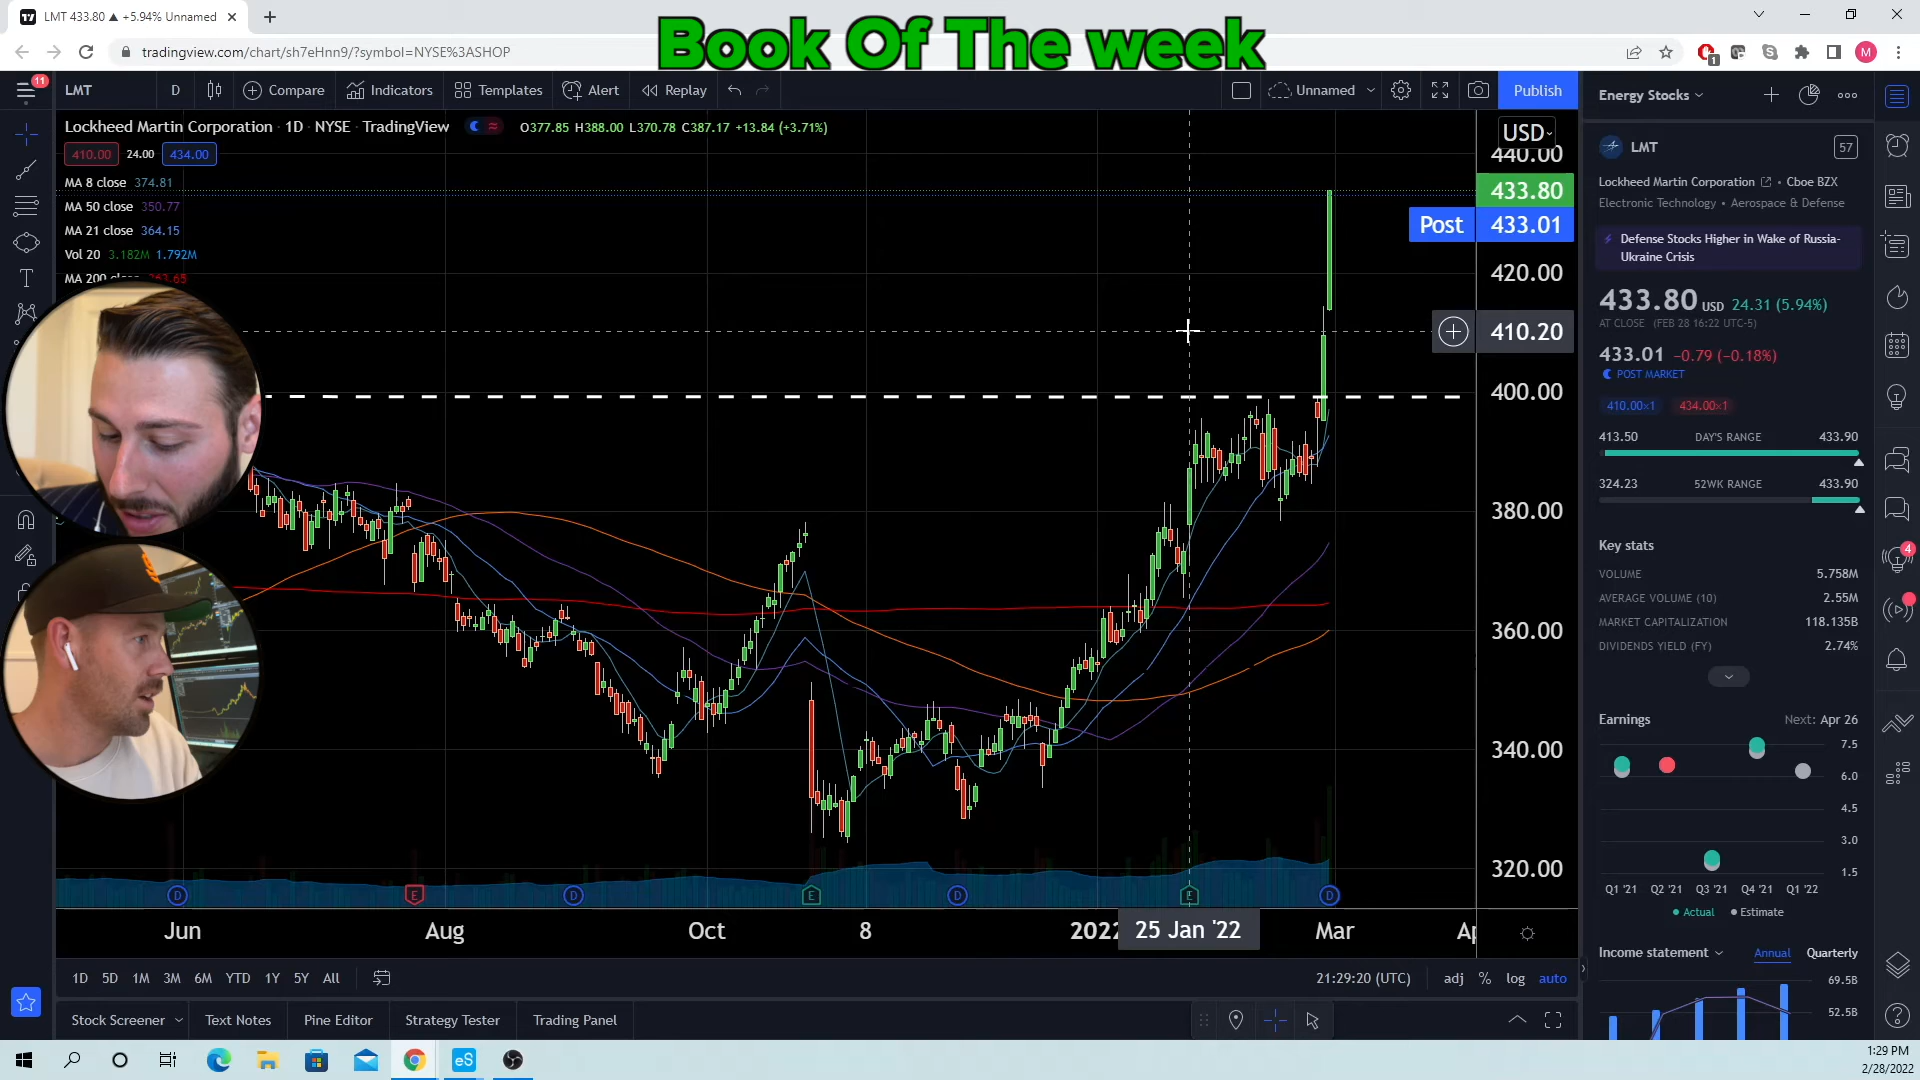 LMT 433.80 ▲ +5.94% Unnamed
tradingview.com/chart/sh7eHnn9/?symbol=NYSE%3ASHOP
Book Of The week
1
M
11
LMT D Compare Indicators Templates Alert Replay Unnamed Publish
Lockheed Martin Corporation · 1D · NYSE · TradingView O377.85 H388.00 L370.78 C387.17 +13.84 (+3.71%)
410.00 24.00 434.00
MA 8 close 374.81
MA 50 close 350.77
MA 21 close 364.15
Vol 20 3.182M 1.792M
MA 200
USD
440.00
433.80
Post 433.01
420.00
410.20
400.00
380.00
360.00
340.00
320.00
D E D E D E D
Jun Aug Oct 8 2022 25 Jan '22 Mar
1D 5D 1M 3M 6M YTD 1Y 5Y All
21:29:20 (UTC) adj % log auto
Stock Screener Text Notes Pine Editor Strategy Tester Trading Panel
Energy Stocks
LMT 57
Lockheed Martin Corporation • Cboe BZX
Electronic Technology • Aerospace & Defense
Defense Stocks Higher in Wake of Russia-
Ukraine Crisis
433.80 USD 24.31 (5.94%)
AT CLOSE (FEB 28 16:22 UTC-5)
433.01 −0.79 (−0.18%)
POST MARKET
410.00×1 434.00×1
413.50 DAY'S RANGE 433.90
324.23 52WK RANGE 433.90
Key stats
VOLUME 5.758M
AVERAGE VOLUME (10) 2.55M
MARKET CAPITALIZATION 118.135B
DIVIDENDS YIELD (FY) 2.74%
Earnings Next: Apr 26
7.5
6.0
4.5
3.0
1.5
Q1 '21 Q2 '21 Q3 '21 Q4 '21 Q1 '22
• Actual • Estimate
Income statement Annual Quarterly
69.5B
52.5B
4
1:29 PM
2/28/2022